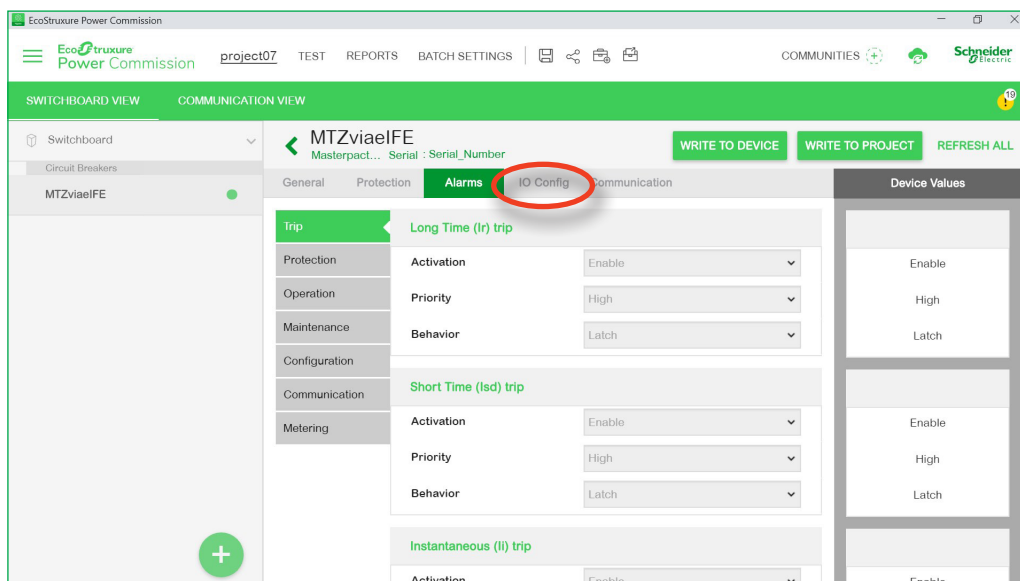 EcoStruxure Power Commission
EcoStruxure
Power Commission
project07 TEST REPORTS BATCH SETTINGS COMMUNITIES
Schneider
Electric
SWITCHBOARD VIEW COMMUNICATION VIEW 19
Switchboard
Circuit Breakers
MTZviaeIFE
MTZviaeIFE
Masterpact... Serial : Serial_Number
WRITE TO DEVICE WRITE TO PROJECT REFRESH ALL
General Protection Alarms IO Config Communication Device Values
Trip
Protection
Operation
Maintenance
Configuration
Communication
Metering
Long Time (Ir) trip
Activation Enable Enable
Priority High High
Behavior Latch Latch
Short Time (Isd) trip
Activation Enable Enable
Priority High High
Behavior Latch Latch
Instantaneous (Ii) trip
Activation Enable Enable